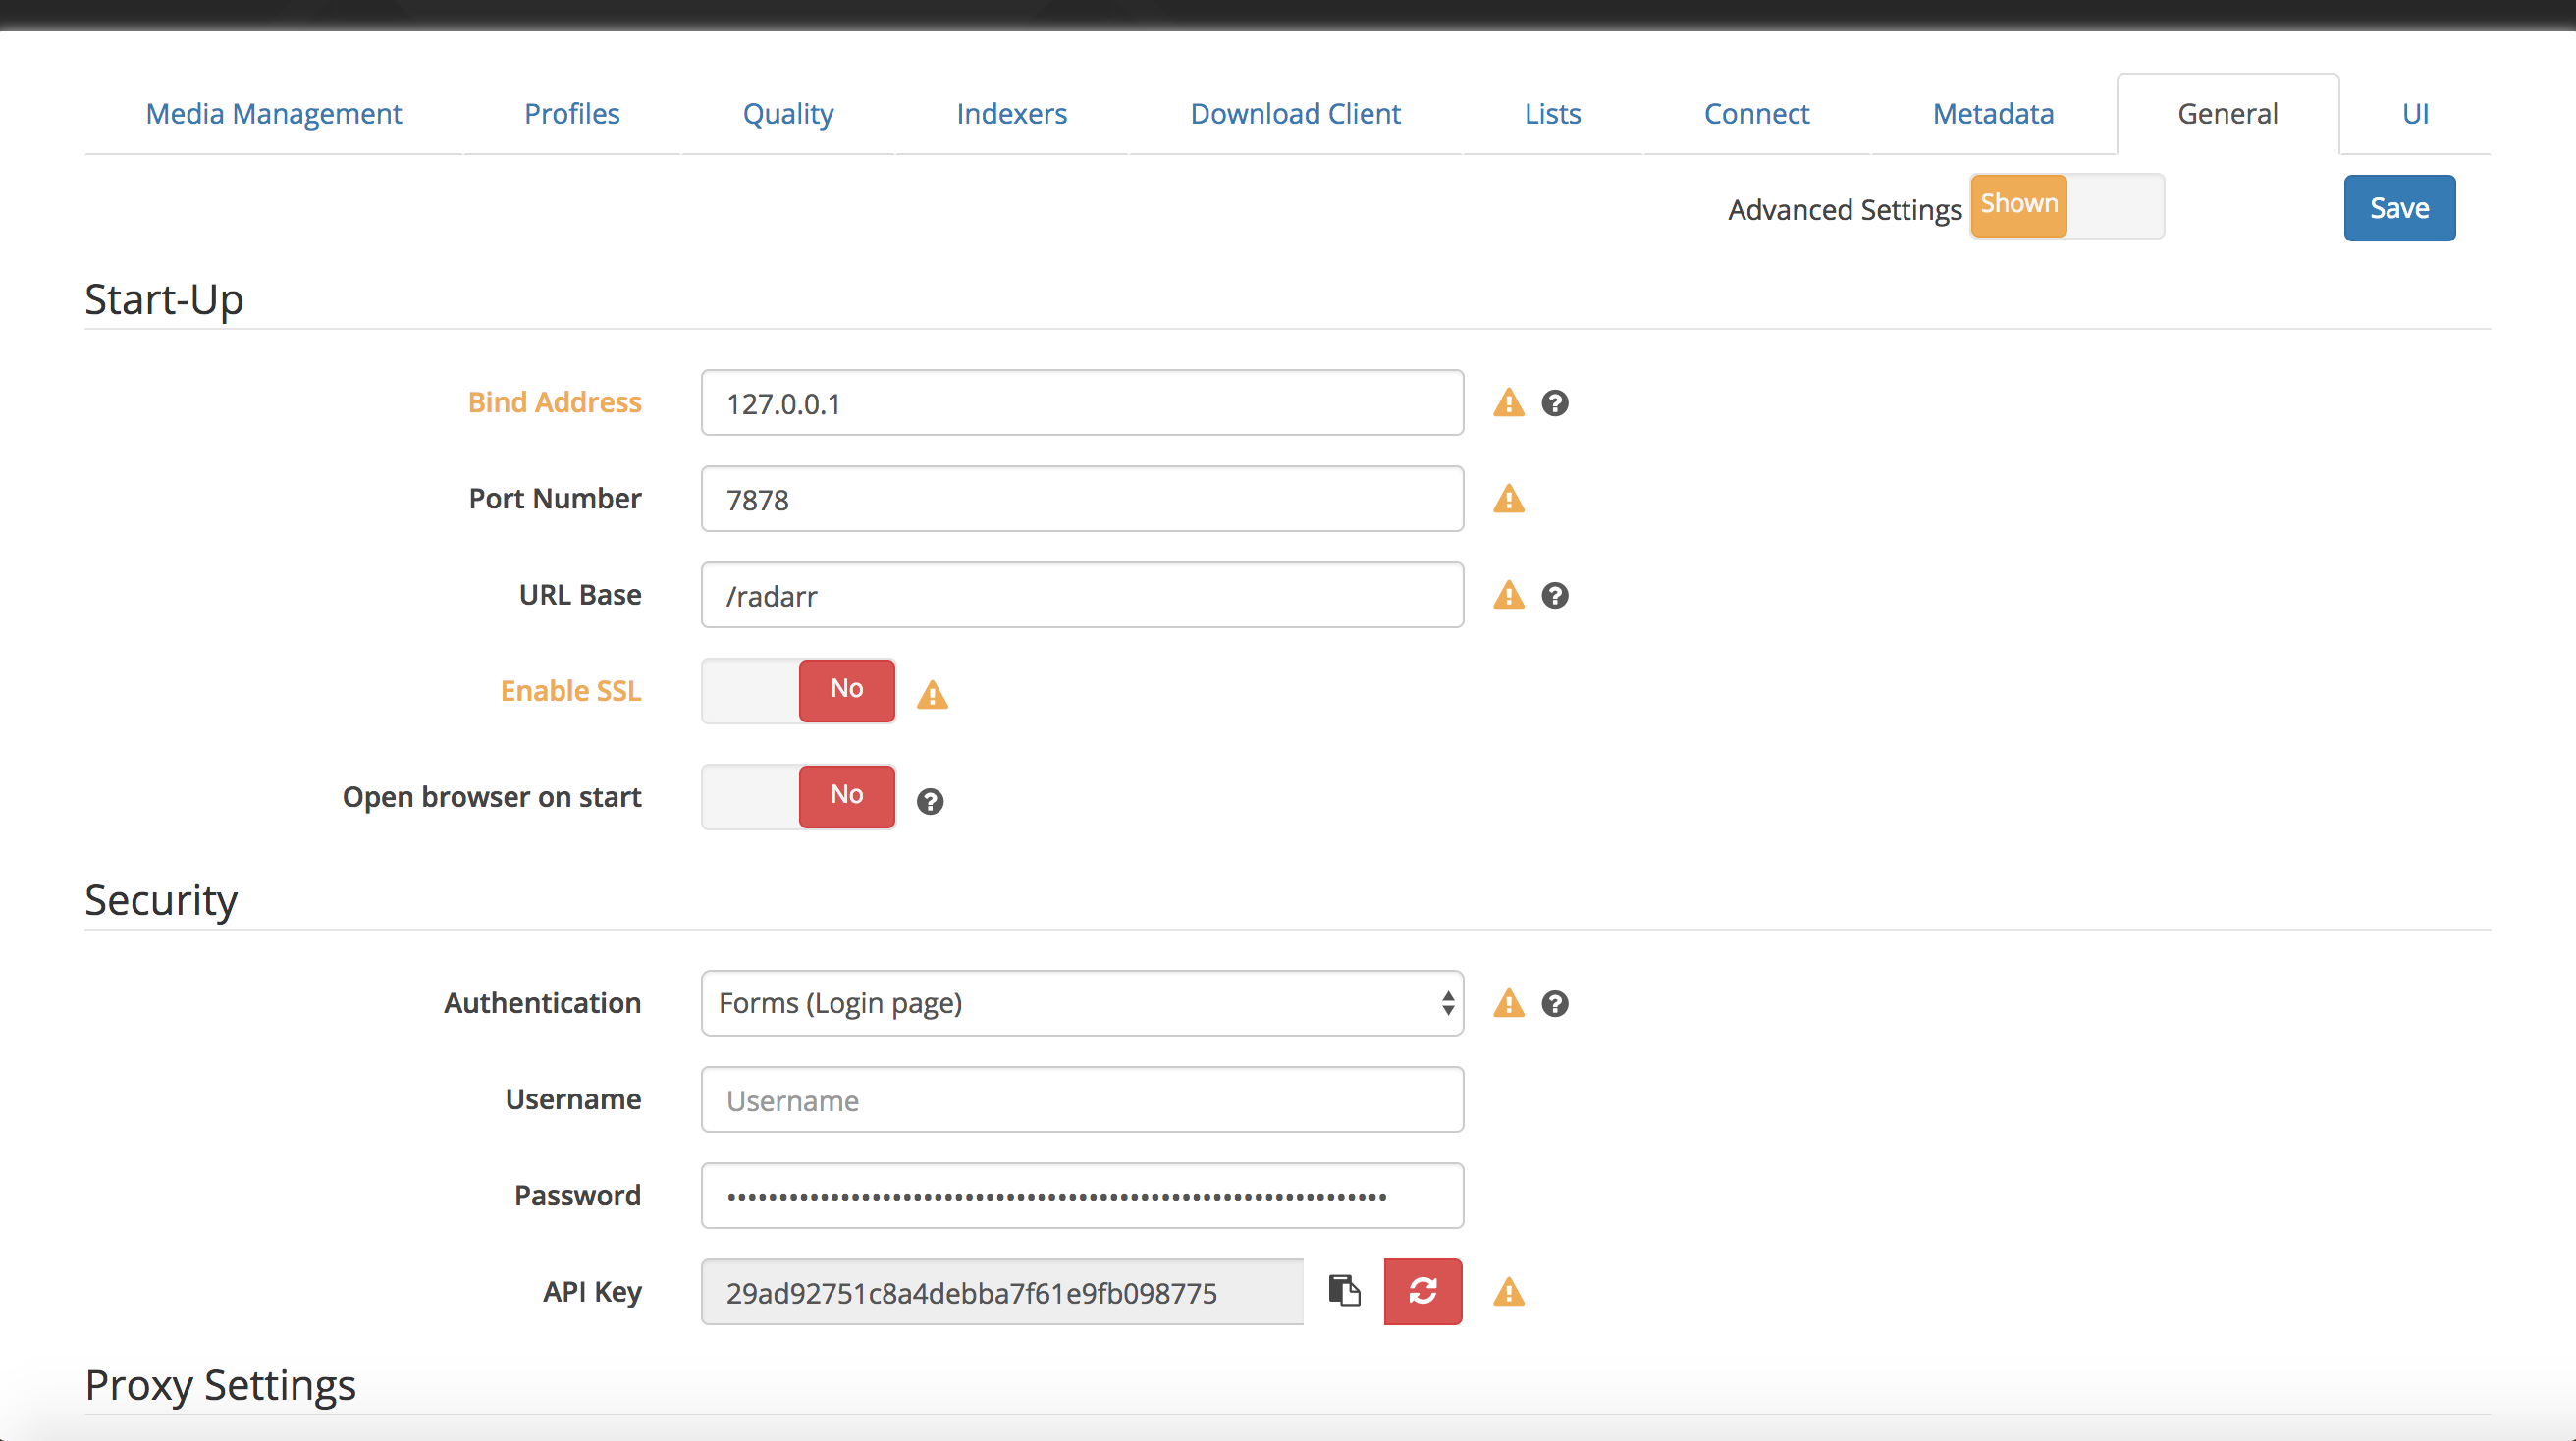 Media Management Profiles Quality Indexers Download Client Lists Connect Metadata General UI
Advanced Settings Shown Save
Start-Up
Bind Address 127.0.0.1
Port Number 7878
URL Base /radarr
Enable SSL No
Open browser on start No
Security
Authentication Forms (Login page)
Username Username
Password
API Key 29ad92751c8a4debba7f61e9fb098775
Proxy Settings